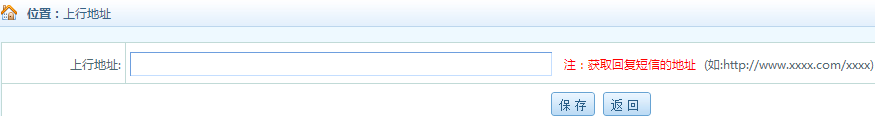 位置：上行地址
上行地址: 注：获取回复短信的地址 (如:http://www.xxxx.com/xxxx)
保 存 返 回